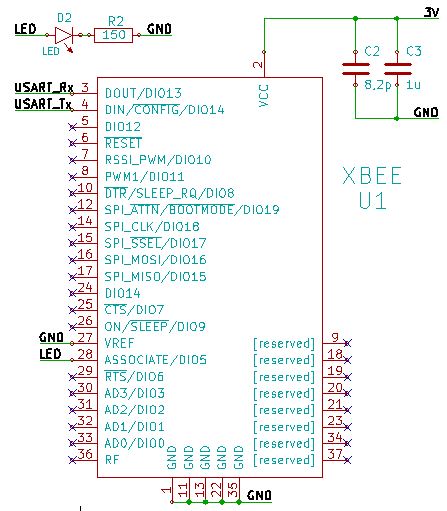 LED
D2
LED
R2
150
GND
3V
C2
8,2p
C3
1u
GND
2
VCC
USART_Rx 3 DOUT/DIO13
USART_Tx 4 DIN/CONFIG/DIO14
5 DIO12
6 RESET
7 RSSI_PWM/DIO10
8 PWM1/DIO11
10 DTR/SLEEP_RQ/DIO8
12 SPI_ATTN/BOOTMODE/DIO19
14 SPI_CLK/DIO18
15 SPI_SSEL/DIO17
16 SPI_MOSI/DIO16
17 SPI_MISO/DIO15
24 DIO14
25 CTS/DIO7
26 ON/SLEEP/DIO9
GND 27 VREF
LED 28 ASSOCIATE/DIO5
29 RTS/DIO6
30 AD3/DIO3
31 AD2/DIO2
32 AD1/DIO1
33 AD0/DIO0
36 RF
XBEE
U1
[reserved] 9
[reserved] 18
[reserved] 19
[reserved] 20
[reserved] 21
[reserved] 23
[reserved] 34
[reserved] 37
GND GND GND GND GND
1 11 13 22 35
GND